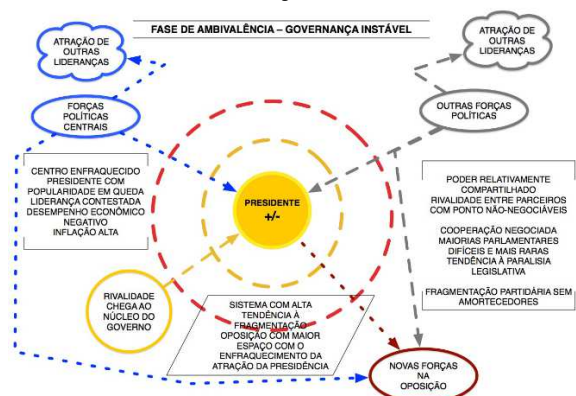 FASE DE AMBIVALÊNCIA – GOVERNANÇA INSTÁVEL
ATRAÇÃO DE
OUTRAS
LIDERANÇAS
ATRAÇÃO DE
OUTRAS
LIDERANÇAS
FORÇAS
POLÍTICAS
CENTRAIS
OUTRAS FORÇAS
POLÍTICAS
CENTRO ENFRAQUECIDO
PRESIDENTE COM
POPULARIDADE EM QUEDA
LIDERANÇA CONTESTADA
DESEMPENHO ECONÔMICO
NEGATIVO
INFLAÇÃO ALTA
PRESIDENTE
+/-
PODER RELATIVAMENTE
COMPARTILHADO
RIVALIDADE ENTRE PARCEIROS
COM PONTO NÃO-NEGOCIÁVEIS
COOPERAÇÃO NEGOCIADA
MAIORIAS PARLAMENTARES
DIFÍCEIS E MAIS RARAS
TENDÊNCIA À PARALISIA
LEGISLATIVA
FRAGMENTAÇÃO PARTIDÁRIA SEM
AMORTECEDORES
RIVALIDADE
CHEGA AO
NÚCLEO DO
GOVERNO
SISTEMA COM ALTA
TENDÊNCIA À
FRAGMENTAÇÃO
OPOSIÇÃO COM MAIOR
ESPAÇO COM O
ENFRAQUECIMENTO DA
ATRAÇÃO DA PRESIDÊNCIA
NOVAS FORÇAS
NA
OPOSIÇÃO